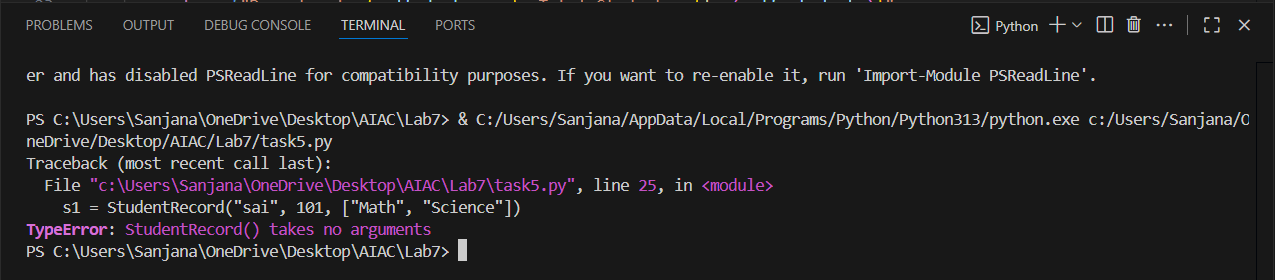 PROBLEMS OUTPUT DEBUG CONSOLE TERMINAL PORTS Python
er and has disabled PSReadLine for compatibility purposes. If you want to re-enable it, run 'Import-Module PSReadLine'.
PS C:\Users\Sanjana\OneDrive\Desktop\AIAC\Lab7> & C:/Users/Sanjana/AppData/Local/Programs/Python/Python313/python.exe c:/Users/Sanjana/O
neDrive/Desktop/AIAC/Lab7/task5.py
Traceback (most recent call last):
  File "c:\Users\Sanjana\OneDrive\Desktop\AIAC\Lab7\task5.py", line 25, in <module>
    s1 = StudentRecord("sai", 101, ["Math", "Science"])
TypeError: StudentRecord() takes no arguments
PS C:\Users\Sanjana\OneDrive\Desktop\AIAC\Lab7>